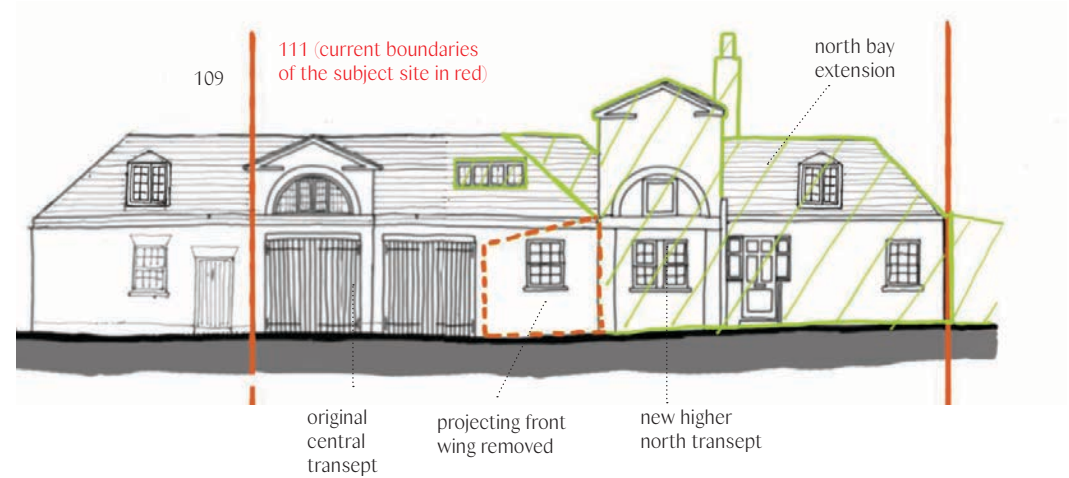 109
111 (current boundaries
of the subject site in red)
north bay
extension
original
central
transept
projecting front
wing removed
new higher
north transept